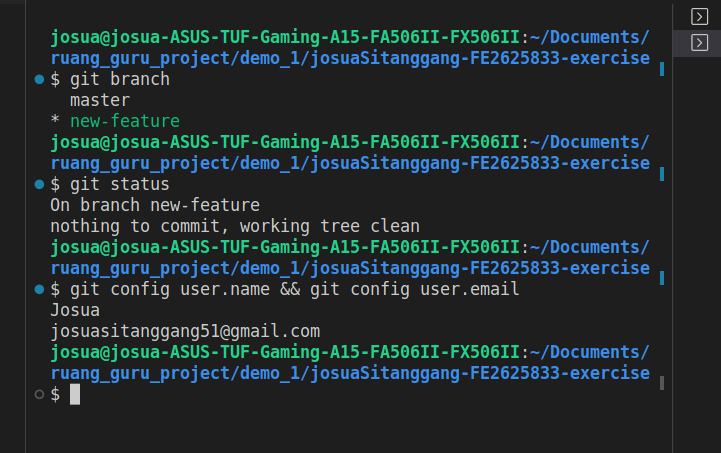 josua@josua-ASUS-TUF-Gaming-A15-FA506II-FX506II:~/Documents/
ruang_guru_project/demo_1/josuaSitanggang-FE2625833-exercise
$ git branch
  master
* new-feature
josua@josua-ASUS-TUF-Gaming-A15-FA506II-FX506II:~/Documents/
ruang_guru_project/demo_1/josuaSitanggang-FE2625833-exercise
$ git status
On branch new-feature
nothing to commit, working tree clean
josua@josua-ASUS-TUF-Gaming-A15-FA506II-FX506II:~/Documents/
ruang_guru_project/demo_1/josuaSitanggang-FE2625833-exercise
$ git config user.name && git config user.email
Josua
josuasitanggang51@gmail.com
josua@josua-ASUS-TUF-Gaming-A15-FA506II-FX506II:~/Documents/
ruang_guru_project/demo_1/josuaSitanggang-FE2625833-exercise
$